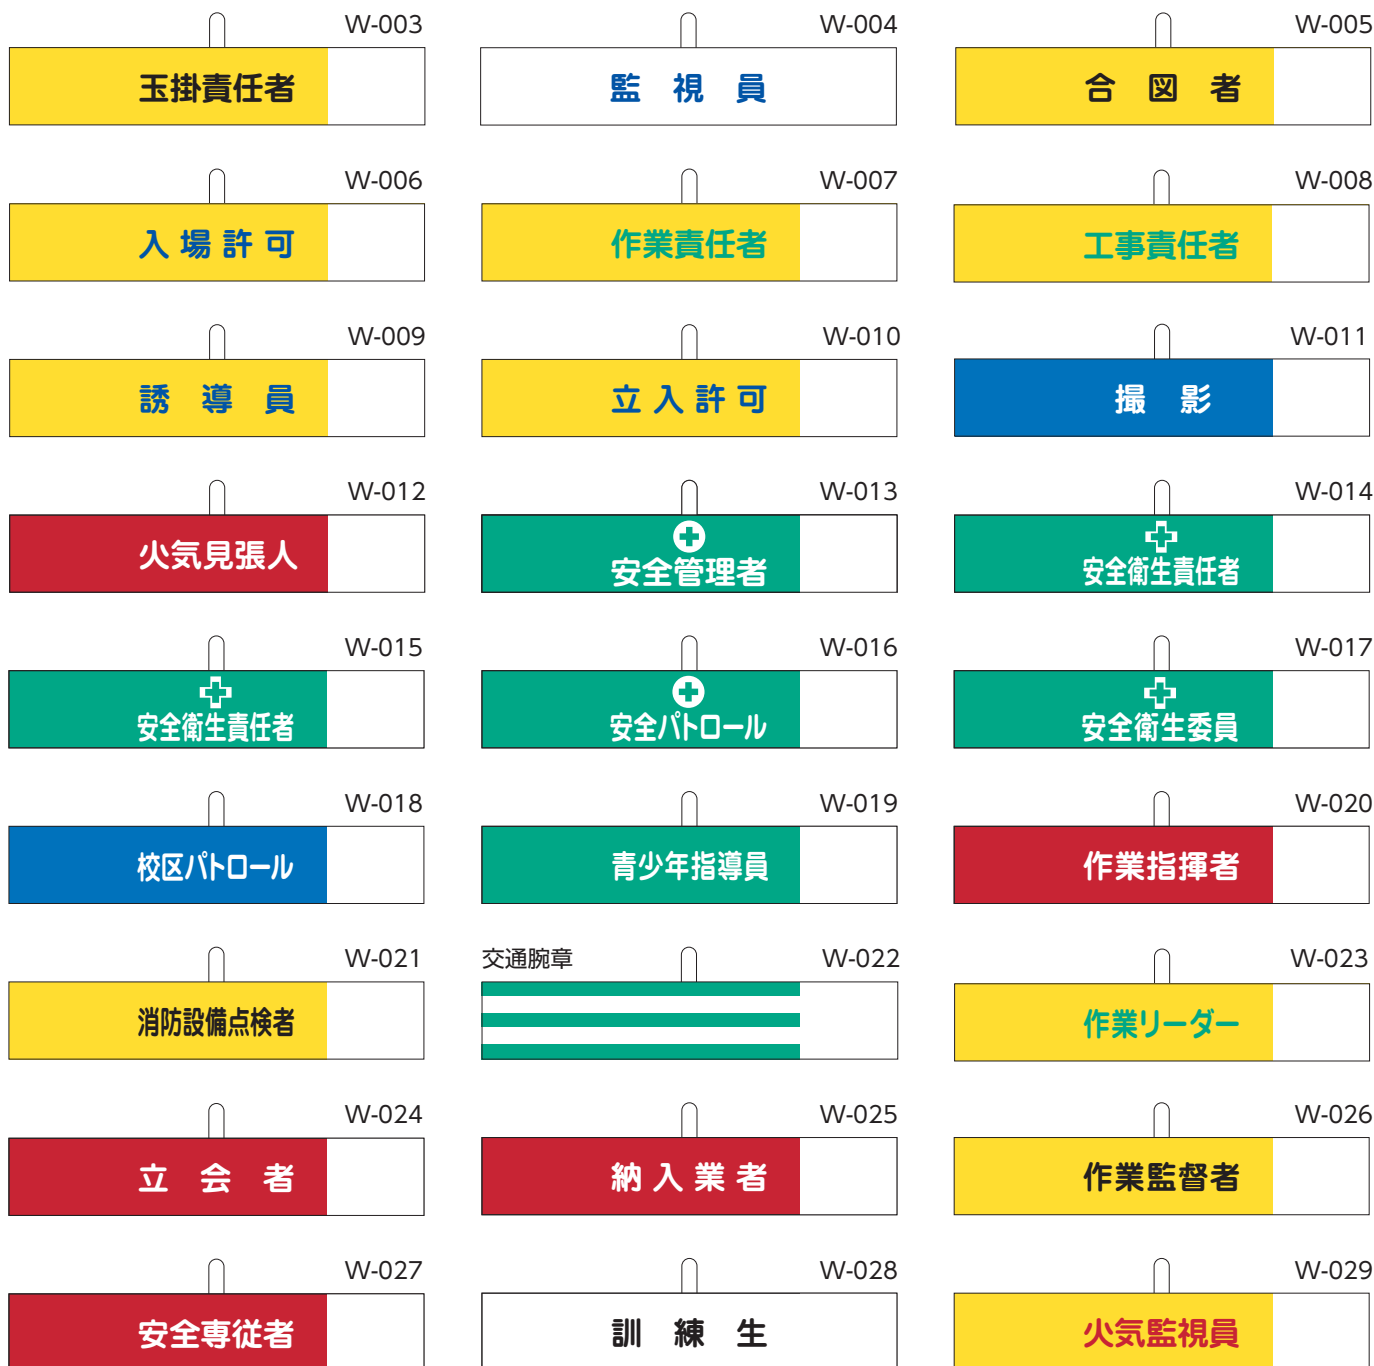 W-003
玉掛責任者
W-004
監視員
W-005
合図者
W-006
入場許可
W-007
作業責任者
W-008
工事責任者
W-009
誘導員
W-010
立入許可
W-011
撮影
W-012
火気見張人
W-013
安全管理者
W-014
安全衛生責任者
W-015
安全衛生責任者
W-016
安全パトロール
W-017
安全衛生委員
W-018
校区パトロール
W-019
青少年指導員
W-020
作業指揮者
W-021
消防設備点検者
交通腕章
W-022
W-023
作業リーダー
W-024
立会者
W-025
納入業者
W-026
作業監督者
W-027
安全専従者
W-028
訓練生
W-029
火気監視員